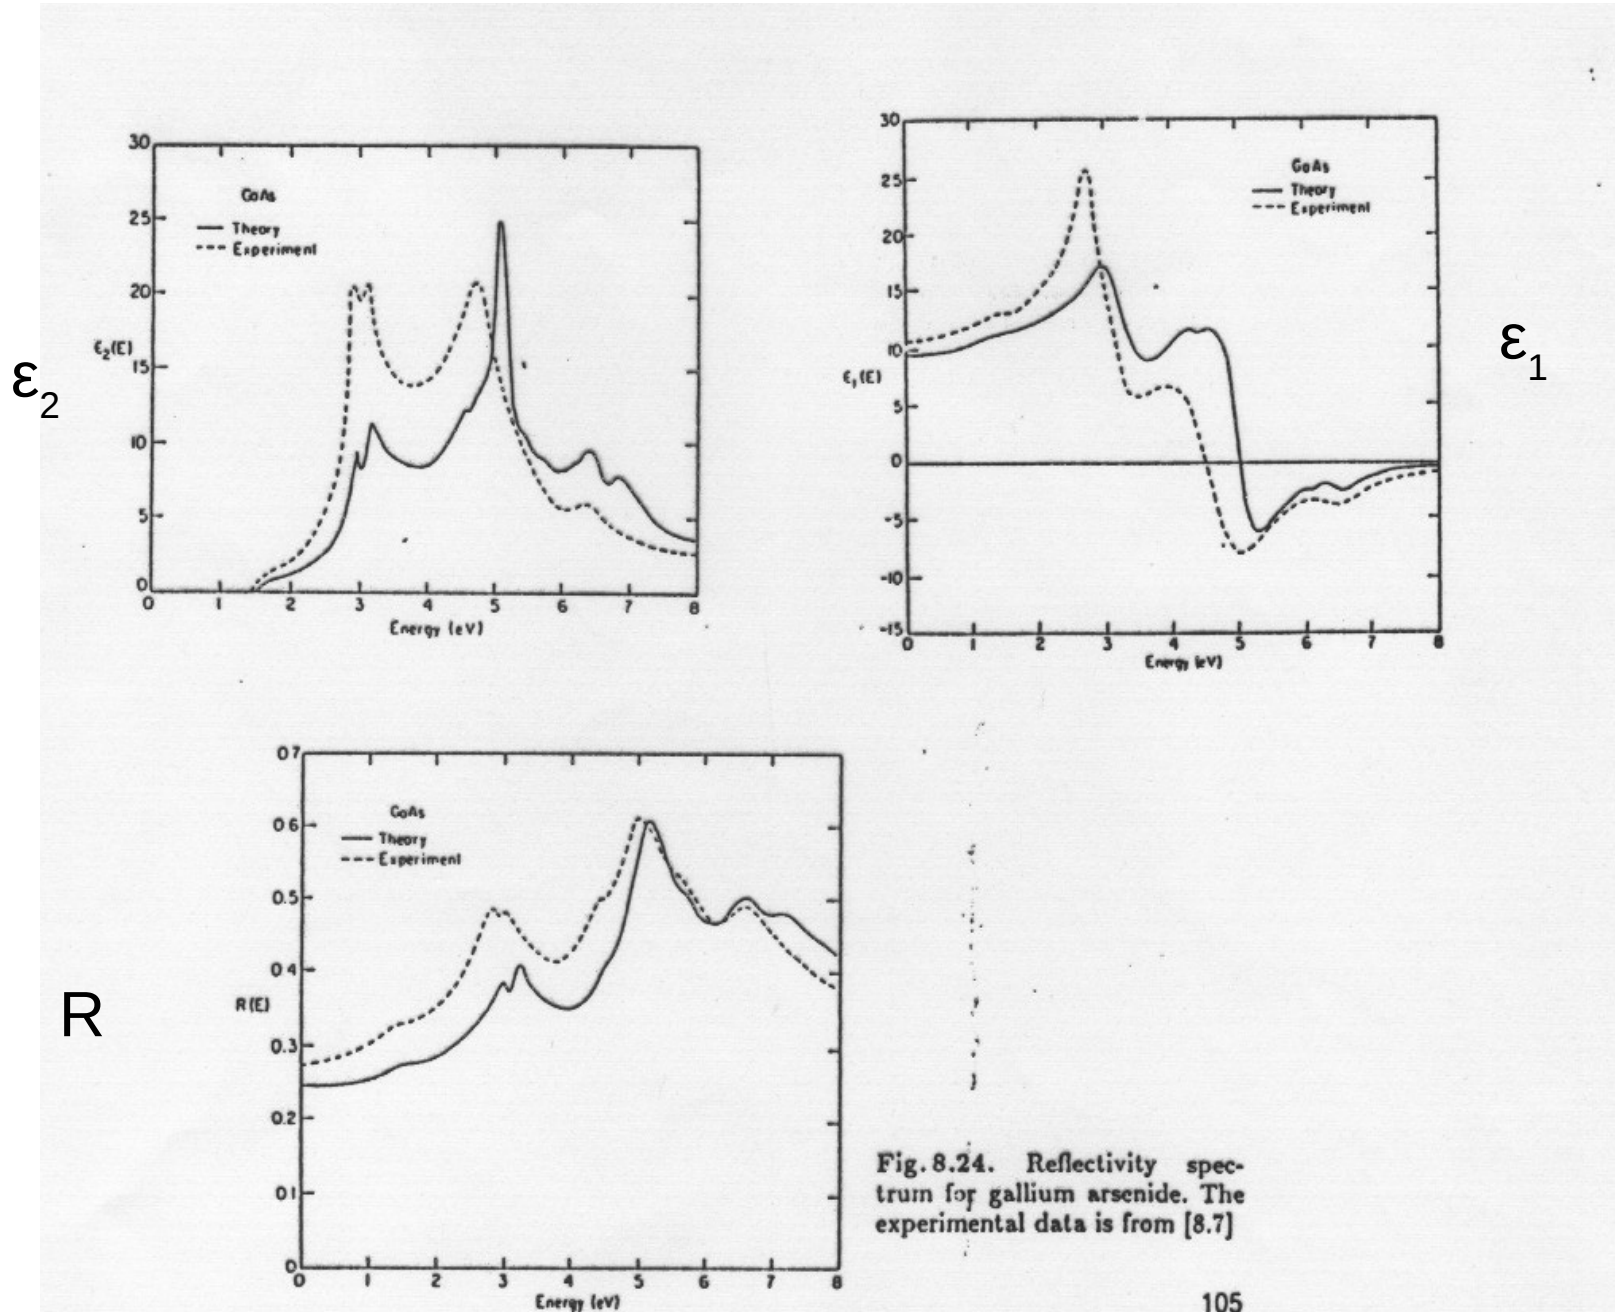 30
GaAs
25
Theory
Experiment
20
ε2(E)
15
10
5
0
0 1 2 3 4 5 6 7 8
Energy (eV)
ε2
30
GaAs
25
Theory
Experiment
20
15
10
ε1(E)
5
0
-5
-10
-15
0 1 2 3 4 5 6 7 8
Energy (eV)
ε1
0.7
GaAs
0.6
Theory
Experiment
0.5
0.4
R(E)
0.3
0.2
0.1
0
0 1 2 3 4 5 6 7 8
Energy (eV)
R
Fig. 8.24. Reflectivity spec-
trum for gallium arsenide. The
experimental data is from [8.7]
105